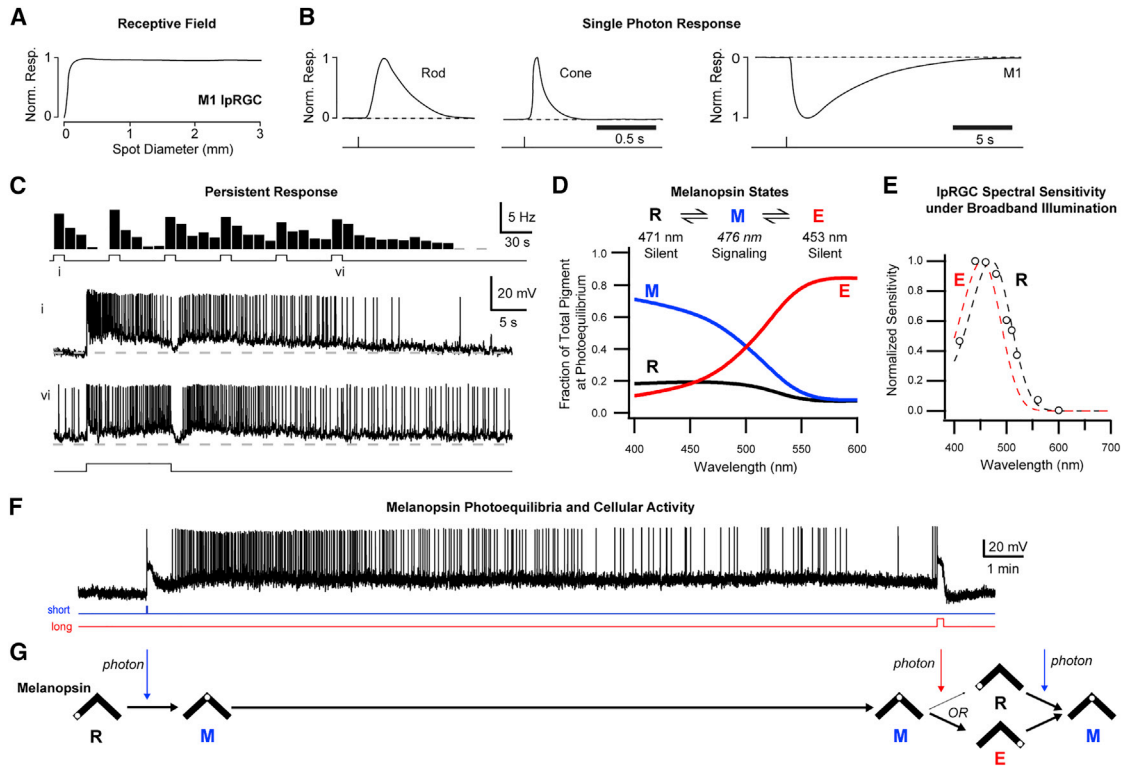 A
Receptive Field
Norm. Resp.
1
0
M1 IpRGC
0 1 2 3
Spot Diameter (mm)
B
Single Photon Response
Norm. Resp.
1
0
Rod
Cone
0.5 s
Norm. Resp.
0
1
M1
5 s
C
Persistent Response
5 Hz
30 s
i vi
20 mV
5 s
i
vi
D
Melanopsin States
R M E
471 nm 476 nm 453 nm
Silent Signaling Silent
Fraction of Total Pigment
at Photoequilibrium
1.0
0.8
0.6
0.4
0.2
0.0
M
E
R
400 450 500 550 600
Wavelength (nm)
E
IpRGC Spectral Sensitivity
under Broadband Illumination
Normalized Sensitivity
1.0
0.8
0.6
0.4
0.2
0.0
E R
400 500 600 700
Wavelength (nm)
F
Melanopsin Photoequilibria and Cellular Activity
20 mV
1 min
short
long
G
photon photon photon
Melanopsin
R M M OR R M
E